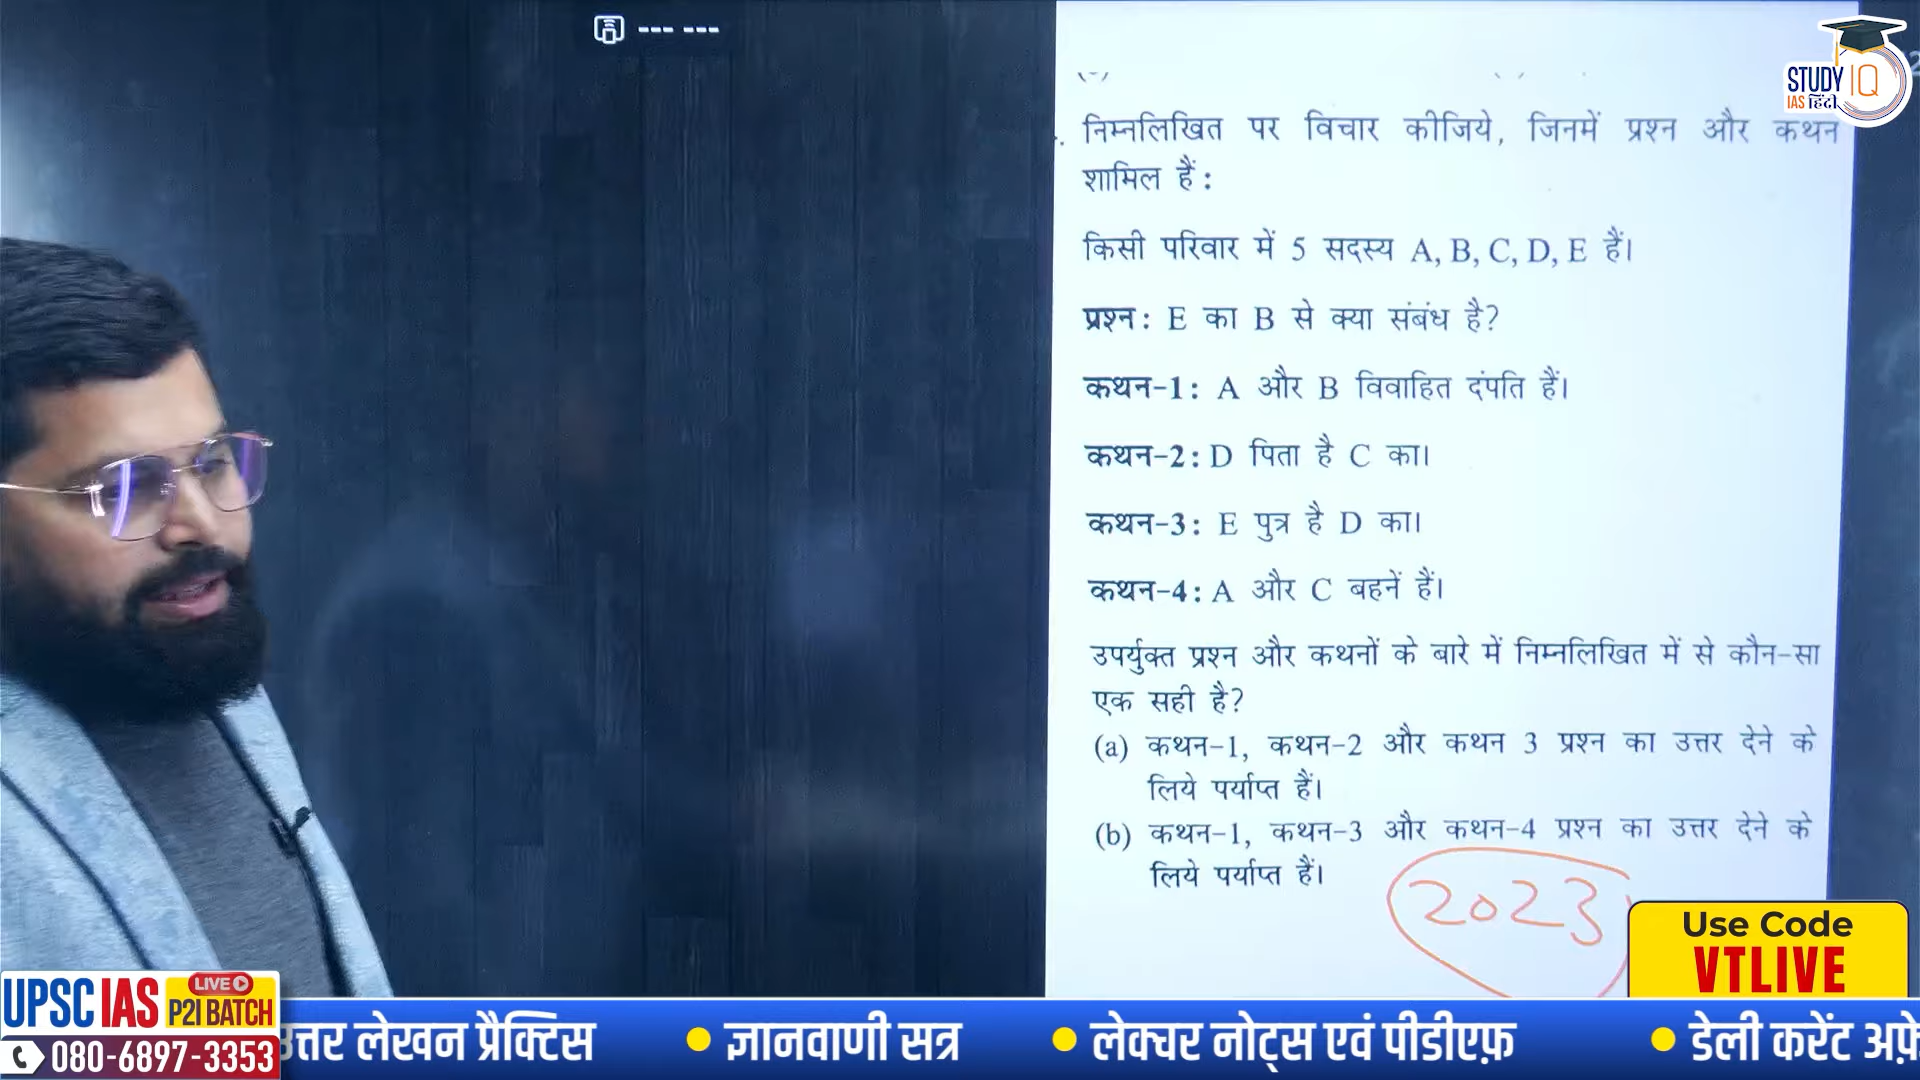 STUDY IQ
IAS हिंदी
निम्नलिखित पर विचार कीजिये, जिनमें प्रश्न और कथन
शामिल हैं :
किसी परिवार में 5 सदस्य A, B, C, D, E हैं।
प्रश्न : E का B से क्या संबंध है?
कथन-1 : A और B विवाहित दंपति हैं।
कथन-2 : D पिता है C का।
कथन-3 : E पुत्र है D का।
कथन-4 : A और C बहनें हैं।
उपर्युक्त प्रश्न और कथनों के बारे में निम्नलिखित में से कौन-सा
एक सही है?
(a) कथन-1, कथन-2 और कथन 3 प्रश्न का उत्तर देने के
लिये पर्याप्त हैं।
(b) कथन-1, कथन-3 और कथन-4 प्रश्न का उत्तर देने के
लिये पर्याप्त हैं।
2023
Use Code
VTLIVE
UPSC IAS LIVE P2I BATCH
080-6897-3353
उत्तर लेखन प्रैक्टिस • ज्ञानवाणी सत्र • लेक्चर नोट्स एवं पीडीएफ़ • डेली करेंट